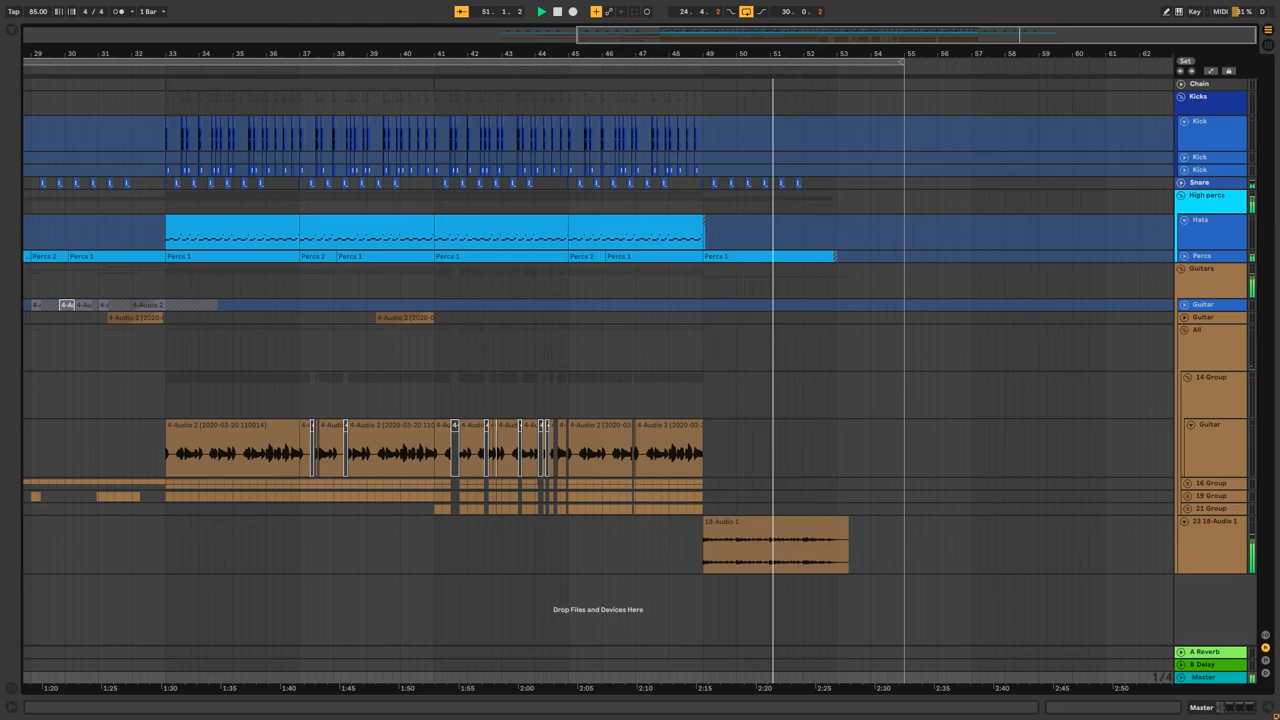 Tap 85.00 4 / 4 1 Bar 51. 1. 2 24. 4. 2 30. 0. 2 Key MIDI 31 % D
29 30 31 32 33 34 35 36 37 38 39 40 41 42 43 44 45 46 47 48 49 50 51 52 53 54 55 56 57 58 59 60 61 62
Set
Chain
Kicks
Kick
Kick
Kick
Snare
High percs
Hats
Percs 2 Percs 1 Percs 1 Percs 2 Percs 1 Percs 1 Percs 2 Percs 1 Percs 1 Percs
Guitars
4-Audio 2 Guitar
4-Audio 2 [2020-0 4-Audio 2 [2020-0 Guitar
All
14 Group
4-Audio 2 [2020-03-20 110014] 4-Audio 2 [2020-03-20 110 4-Audio 2 [2020-03 4-Audio 2 [2020-03-2 Guitar
16 Group
19 Group
21 Group
18-Audio 1 23 18-Audio 1
Drop Files and Devices Here
A Reverb
B Delay
1/4 Master
1:20 1:25 1:30 1:35 1:40 1:45 1:50 1:55 2:00 2:05 2:10 2:15 2:20 2:25 2:30 2:35 2:40 2:45 2:50
Master